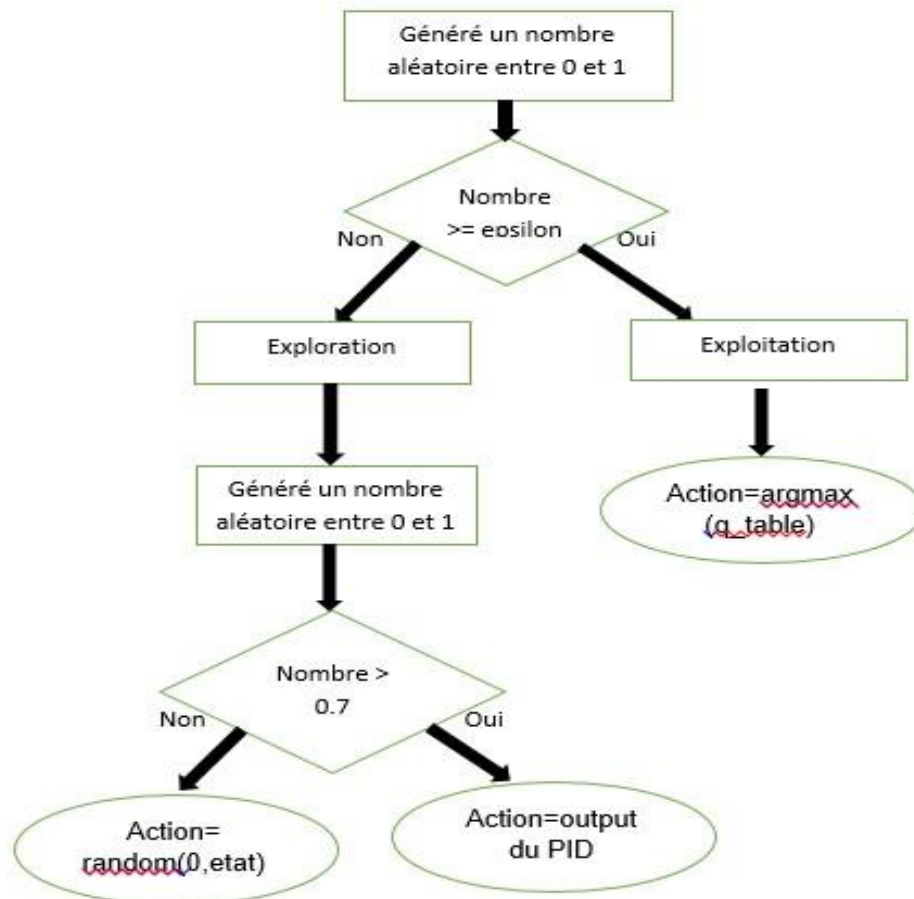 Généré un nombre
aléatoire entre 0 et 1
Nombre
>= epsilon
Non
Oui
Exploration
Exploitation
Généré un nombre
aléatoire entre 0 et 1
Action=argmax
(q_table)
Nombre >
0.7
Non
Oui
Action=
random(0,etat)
Action=output
du PID